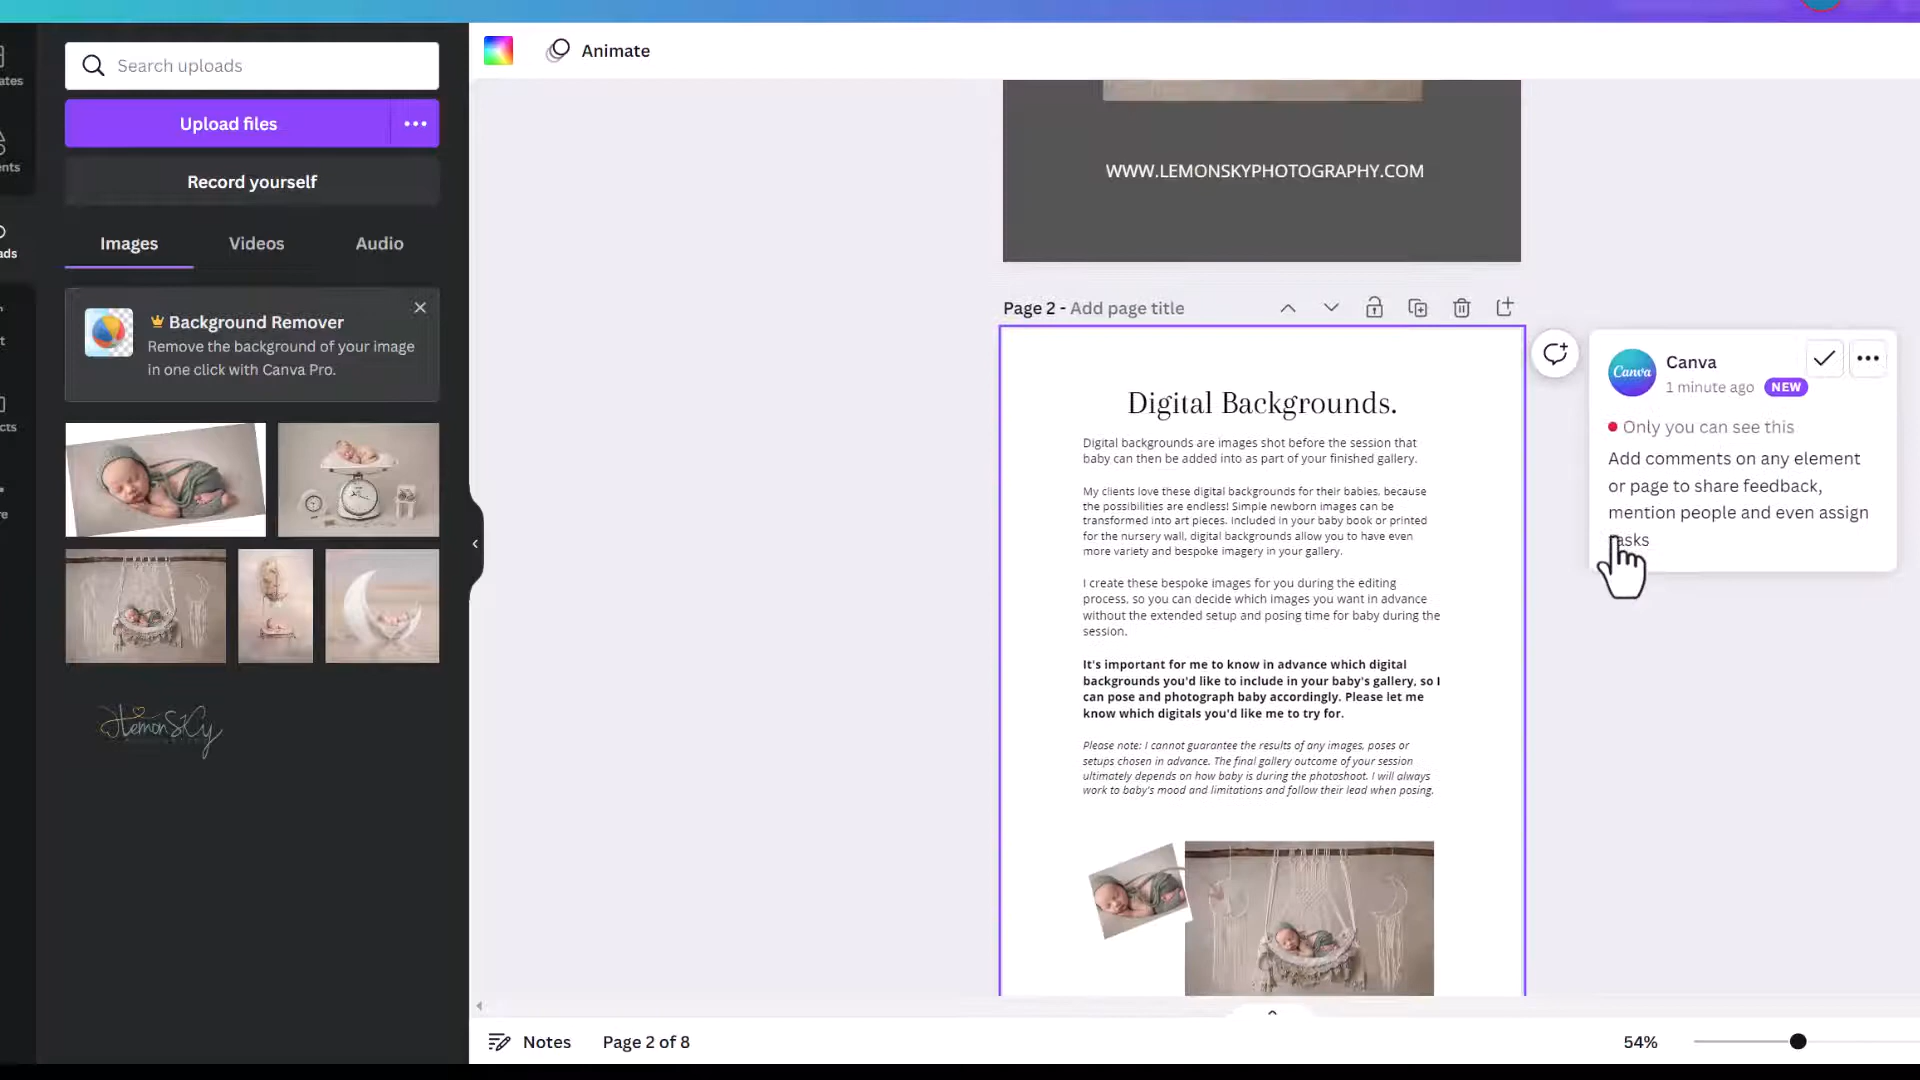 ates
ents
ads
t
cts
re
Search uploads
Upload files
Record yourself
Images
Videos
Audio
Background Remover
Remove the background of your image
in one click with Canva Pro.
LemonSky
Animate
WWW.LEMONSKYPHOTOGRAPHY.COM
Page 2 - Add page title
Digital Backgrounds.
Digital backgrounds are images shot before the session that
baby can then be added into as part of your finished gallery.
My clients love these digital backgrounds for their babies, because
the possibilities are endless! Simple newborn images can be
transformed into art pieces. Included in your baby book or printed
for the nursery wall, digital backgrounds allow you to have even
more variety and bespoke imagery in your gallery.
I create these bespoke images for you during the editing
process, so you can decide which images you want in advance
without the extended setup and posing time for baby during the
session.
It's important for me to know in advance which digital
backgrounds you'd like to include in your baby's gallery, so I
can pose and photograph baby accordingly. Please let me
know which digitals you'd like me to try for.
Please note: I cannot guarantee the results of any images, poses or
setups chosen in advance. The final gallery outcome of your session
ultimately depends on how baby is during the photoshoot. I will always
work to baby's mood and limitations and follow their lead when posing.
Canva
Canva
1 minute ago NEW
Only you can see this
Add comments on any element
or page to share feedback,
mention people and even assign
tasks
Notes
Page 2 of 8
54%